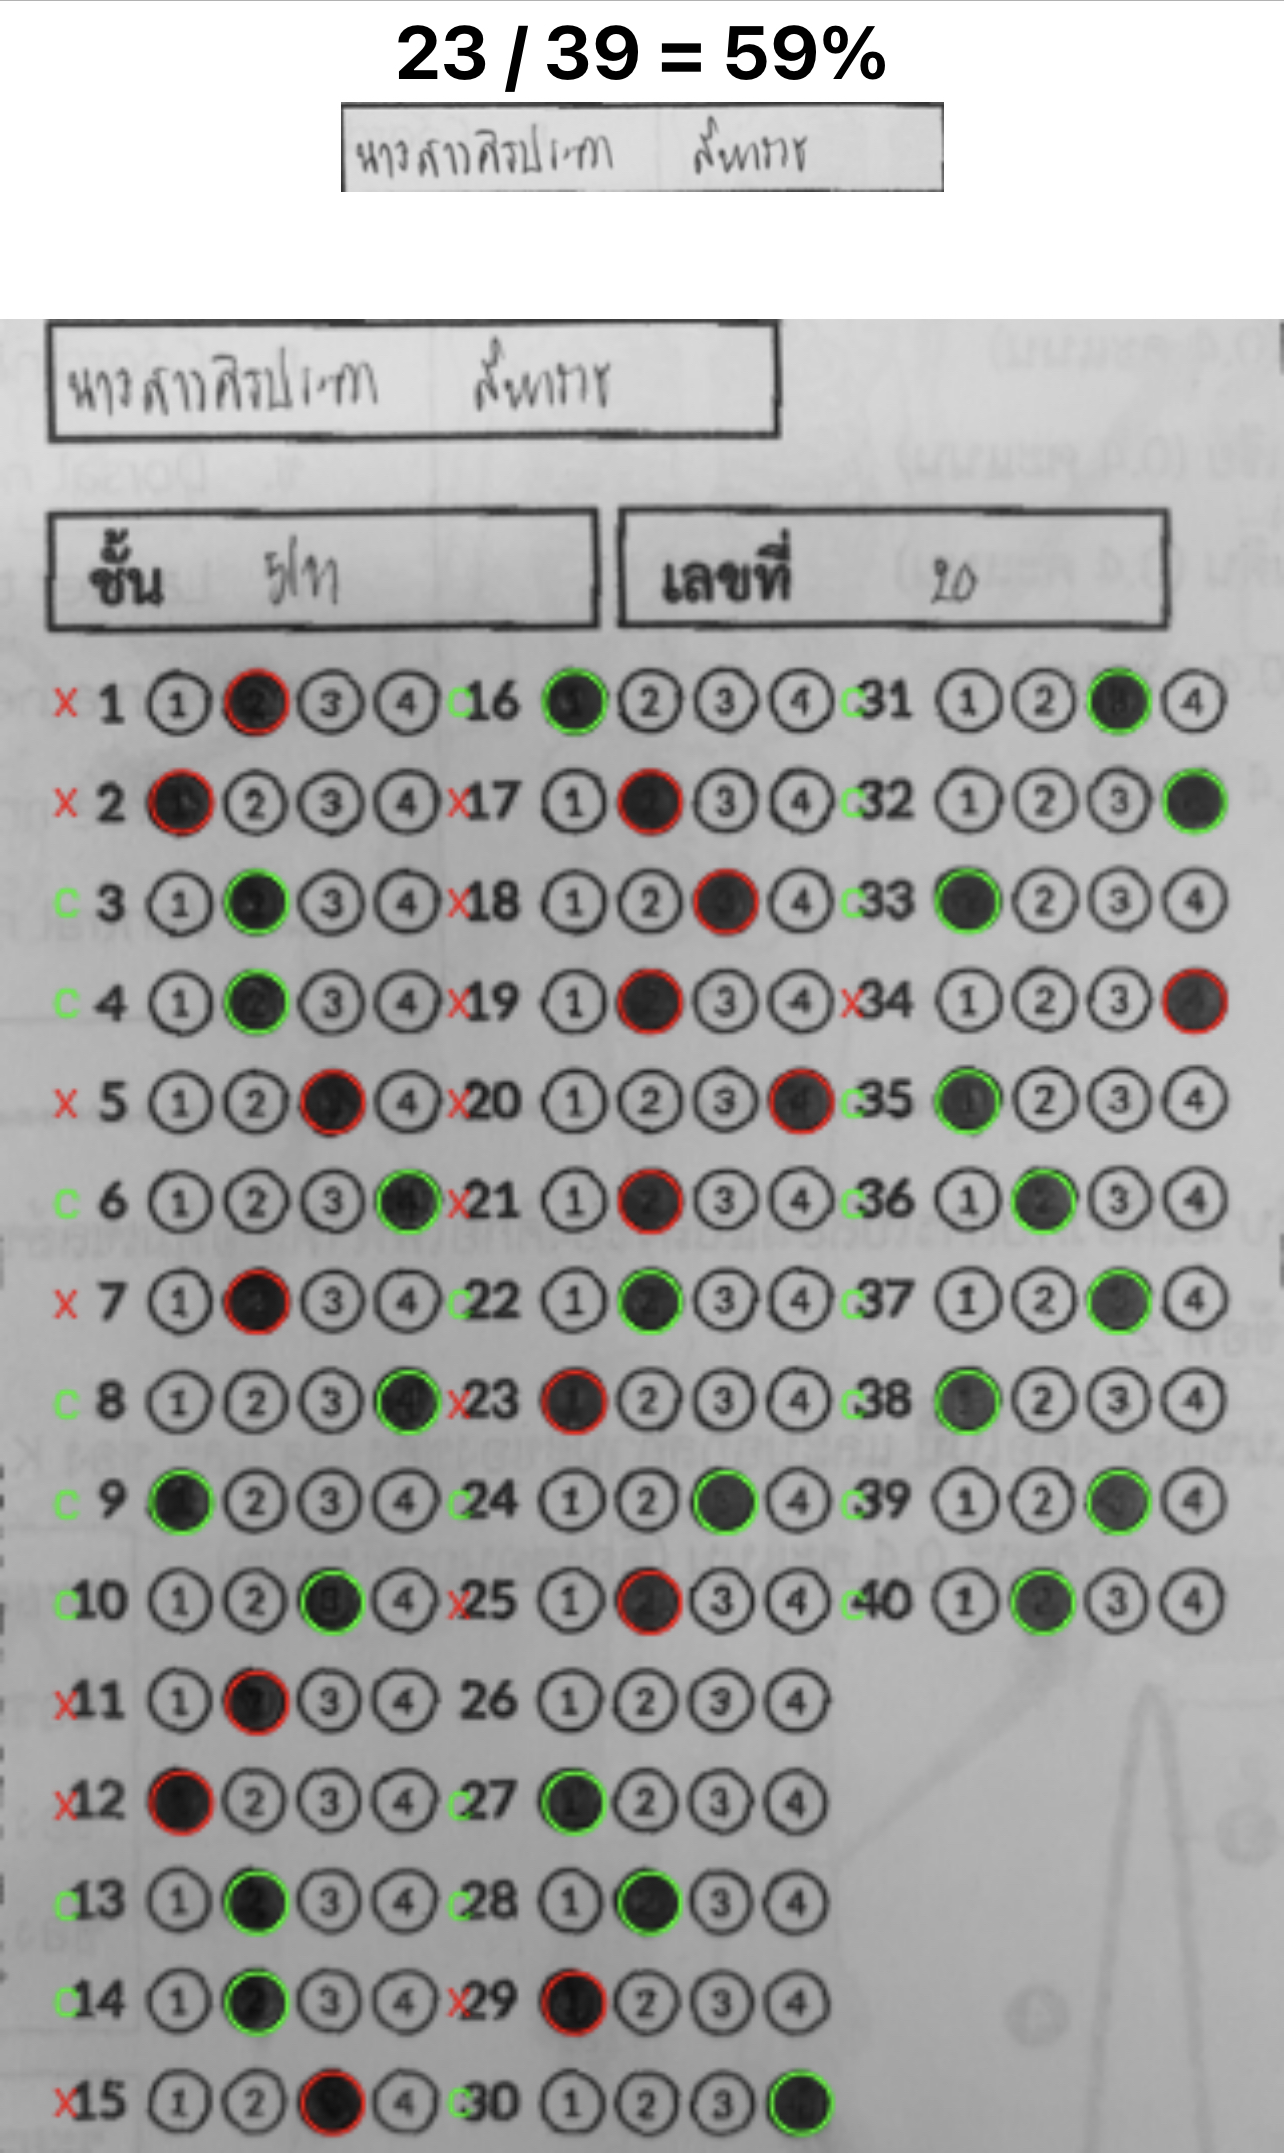 23 / 39 = 59%
นางสาวศิรประภา สีหาราช
นางสาวศิรประภา สีหาราช
ชั้น 5/11 เลขที่ 20
x 1 1 2 3 4 c 16 1 2 3 4 c 31 1 2 3 4
x 2 1 2 3 4 x 17 1 2 3 4 c 32 1 2 3
c 3 1 2 3 4 x 18 1 2 3 4 c 33 2 3 4
c 4 1 2 3 4 x 19 1 2 3 4 x 34 1 2 3 4
x 5 1 2 3 4 x 20 1 2 3 4 c 35 1 2 3 4
c 6 1 2 3 4 x 21 1 2 3 4 c 36 1 2 3 4
x 7 1 2 3 4 c 22 1 2 3 4 c 37 1 2 3 4
c 8 1 2 3 4 x 23 1 2 3 4 c 38 1 2 3 4
c 9 1 2 3 4 c 24 1 2 3 4 c 39 1 2 3 4
c 10 1 2 3 4 x 25 1 2 3 4 c 40 1 2 3 4
x 11 1 2 3 4 26 1 2 3 4
x 12 2 3 4 c 27 1 2 3 4
c 13 1 2 3 4 c 28 1 2 3 4
c 14 1 2 3 4 x 29 1 2 3 4
x 15 1 2 3 4 c 30 1 2 3 4